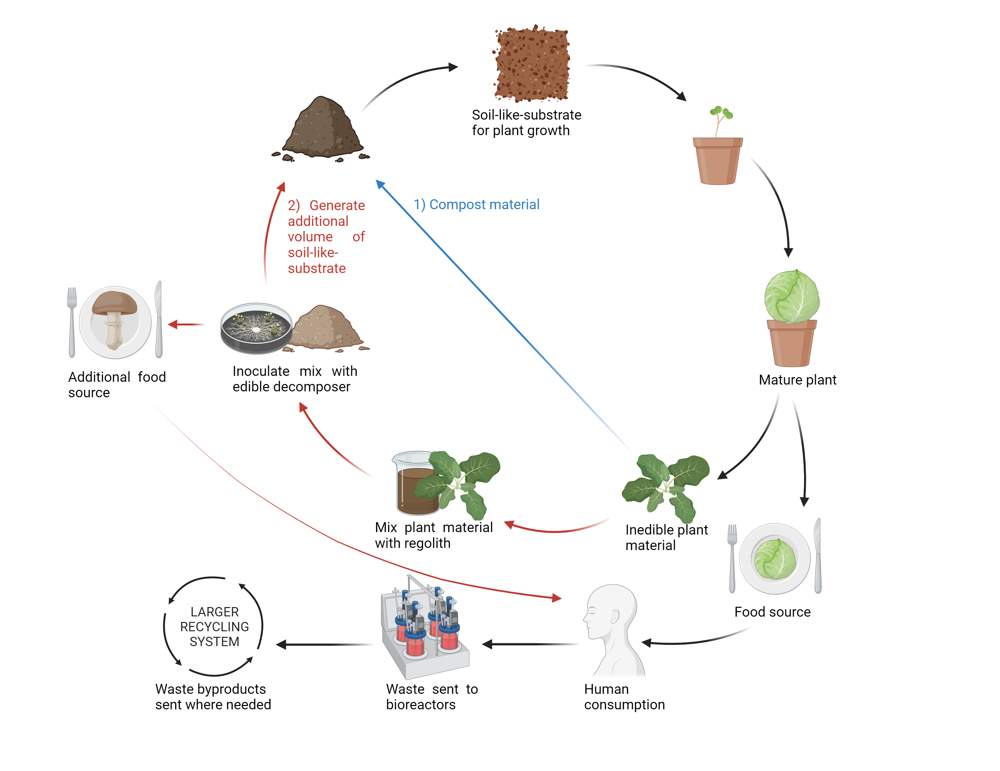 Soil-like-substrate
for plant growth
1) Compost material
2) Generate
additional
volume of
soil-like-
substrate
Additional food
source
Inoculate mix with
edible decomposer
Mature plant
Mix plant material
with regolith
Inedible plant
material
Food source
LARGER
RECYCLING
SYSTEM
Waste byproducts
sent where needed
Waste sent to
bioreactors
Human
consumption